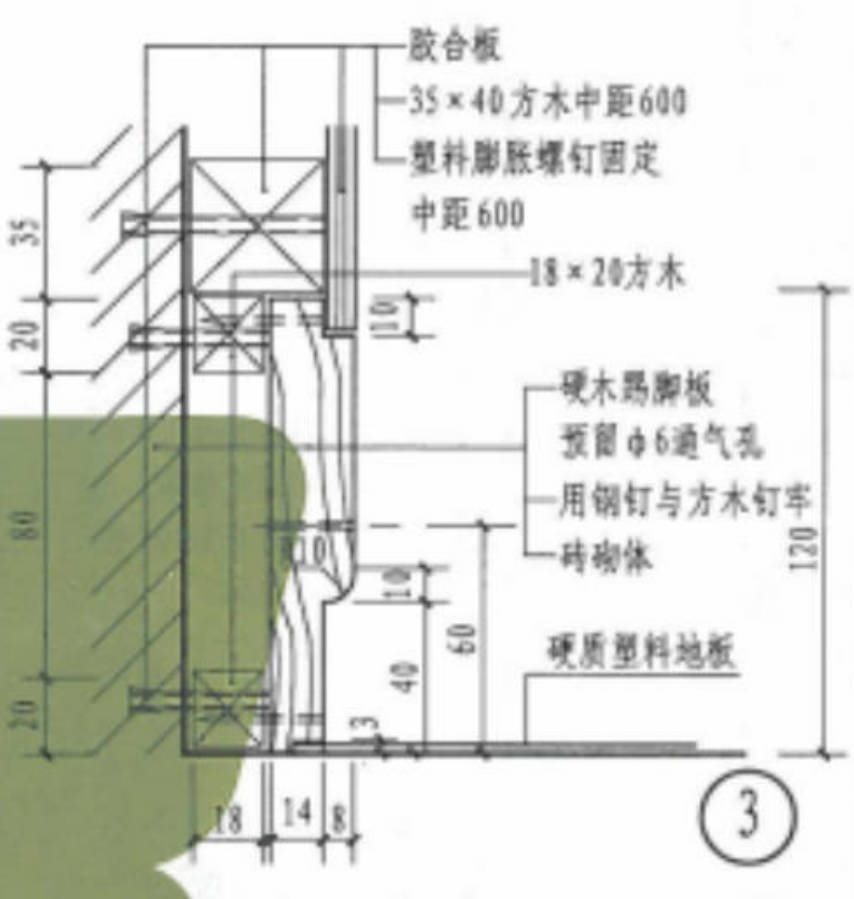 胶合板
35×40方木中距600
塑料膨胀螺钉固定
中距600
18×20方木
硬木踢脚板
预留ф6通气孔
用钢钉与方木钉牢
砖砌体
硬质塑料地板
35
20
80
20
10
10
10
40
60
3
120
18
14
8
3